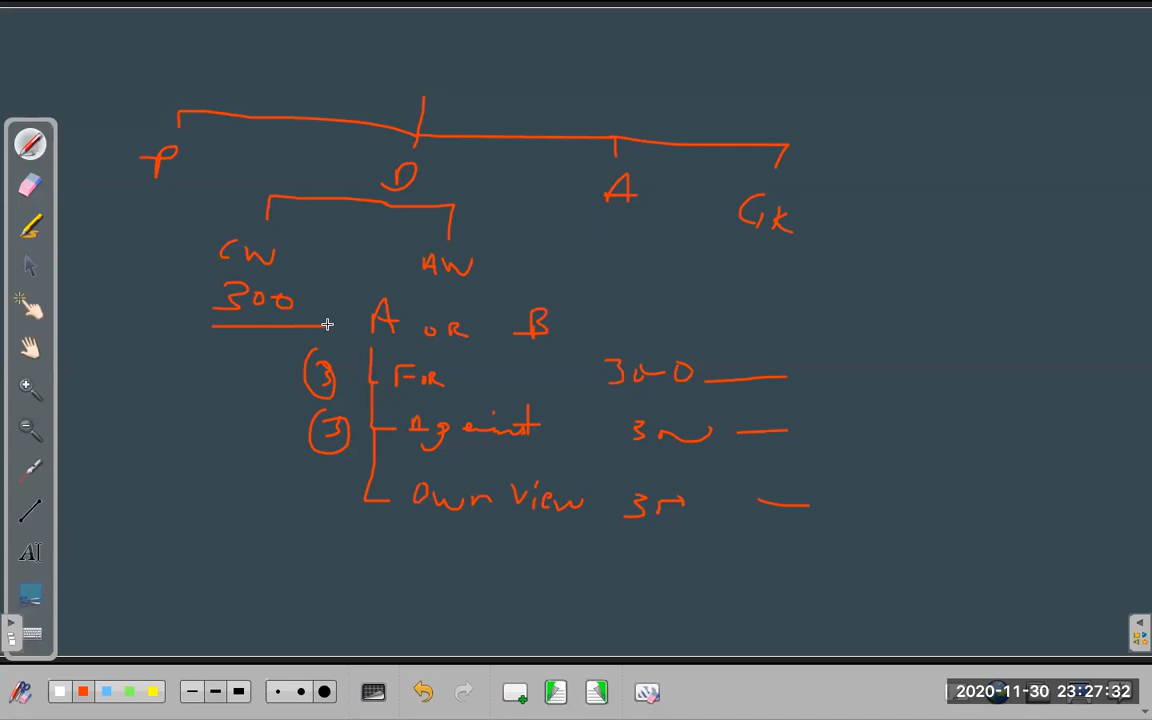 P D A GK
CW AW
300
A OR B
3 For 300
3 Against 300
Own View 300
AI
2020-11-30 23:27:32